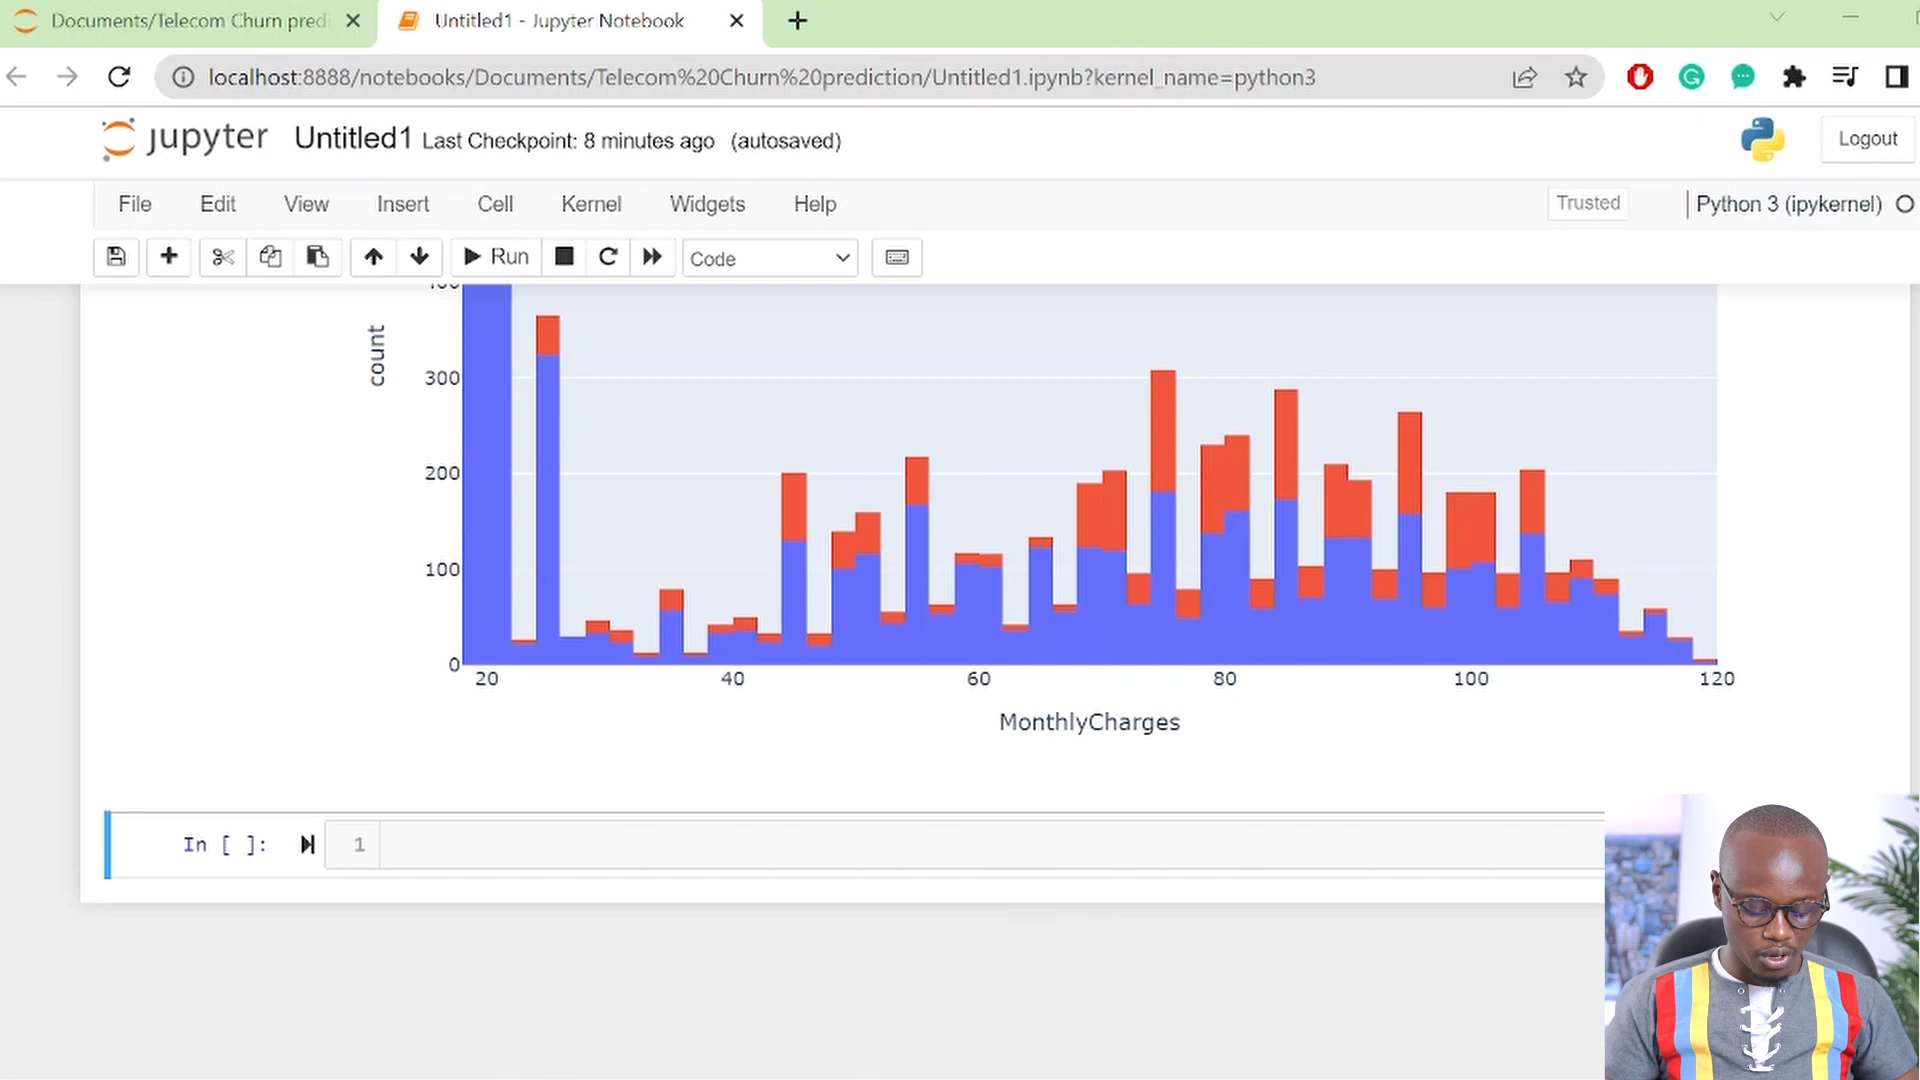 Documents/Telecom Churn predi
Untitled1 - Jupyter Notebook
localhost:8888/notebooks/Documents/Telecom%20Churn%20prediction/Untitled1.ipynb?kernel_name=python3
jupyter Untitled1 Last Checkpoint: 8 minutes ago (autosaved)
Logout
File Edit View Insert Cell Kernel Widgets Help
Trusted
Python 3 (ipykernel)
Run
Code
400
count
300
200
100
0
20 40 60 80 100 120
MonthlyCharges
In [ ]:
1